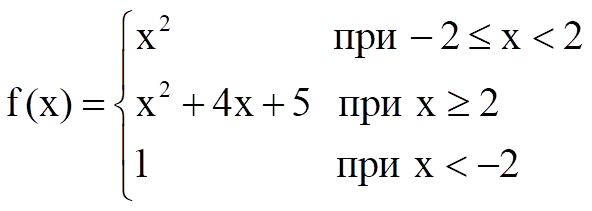 x² при − 2 ≤ x < 2
f(x) = { x² + 4x + 5 при x ≥ 2
1 при x < −2